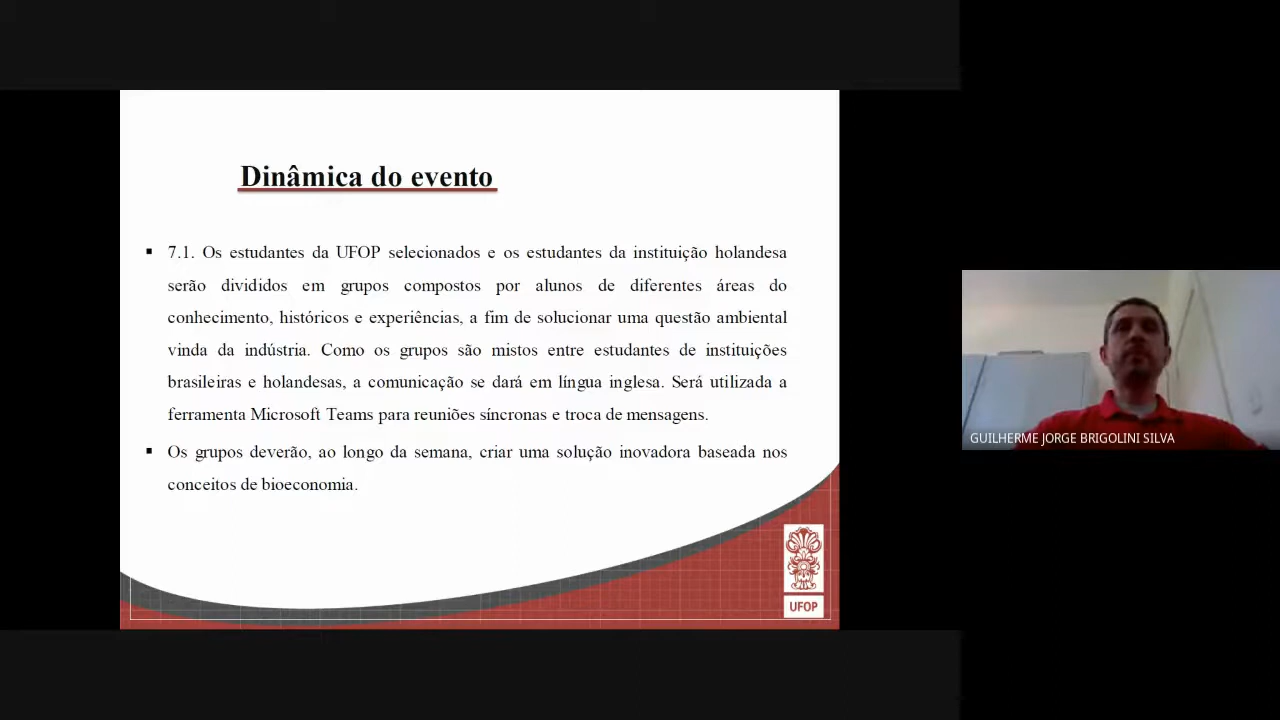 Dinâmica do evento
▪ 7.1. Os estudantes da UFOP selecionados e os estudantes da instituição holandesa
serão divididos em grupos compostos por alunos de diferentes áreas do
conhecimento, históricos e experiências, a fim de solucionar uma questão ambiental
vinda da indústria. Como os grupos são mistos entre estudantes de instituições
brasileiras e holandesas, a comunicação se dará em língua inglesa. Será utilizada a
ferramenta Microsoft Teams para reuniões síncronas e troca de mensagens.
▪ Os grupos deverão, ao longo da semana, criar uma solução inovadora baseada nos
conceitos de bioeconomia.
UFOP
GUILHERME JORGE BRIGOLINI SILVA